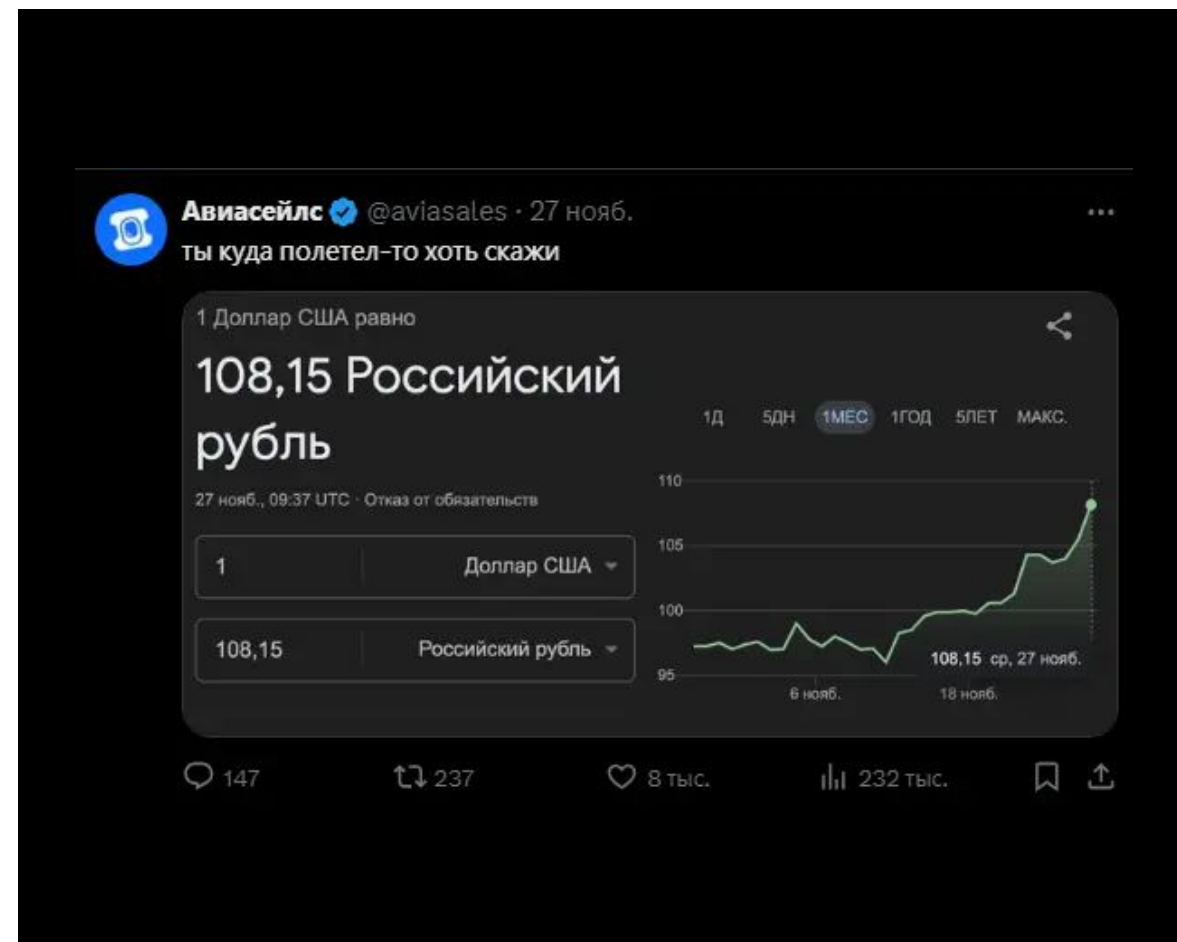 Авиасейлс @aviasales · 27 нояб.
ты куда полетел-то хоть скажи
1 Доллар США равно
108,15 Российский
рубль
27 нояб., 09:37 UTC · Отказ от обязательств
1 Доллар США
108,15 Российский рубль
1Д 5ДН 1МЕС 1ГОД 5ЛЕТ МАКС.
110
105
100
95
108,15 ср, 27 нояб.
6 нояб. 18 нояб.
147 237 8 тыс. 232 тыс.